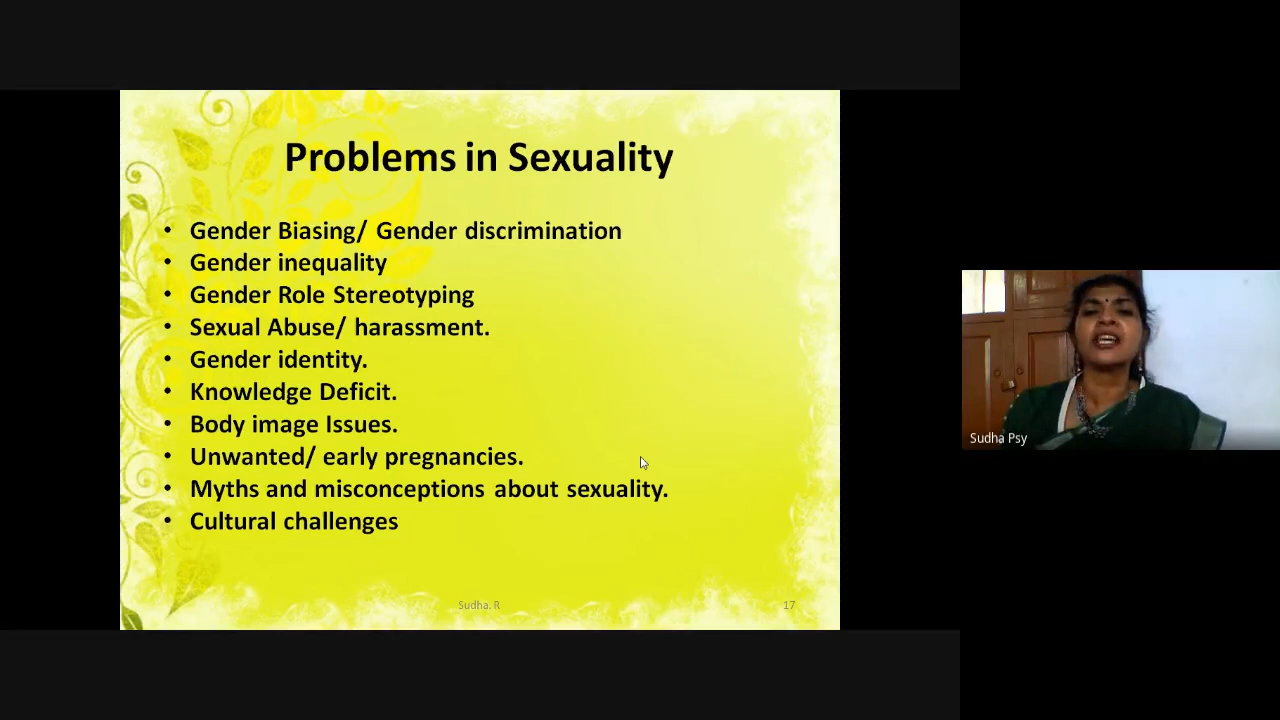 Problems in Sexuality
• Gender Biasing/ Gender discrimination
• Gender inequality
• Gender Role Stereotyping
• Sexual Abuse/ harassment.
• Gender identity.
• Knowledge Deficit.
• Body image Issues.
• Unwanted/ early pregnancies.
• Myths and misconceptions about sexuality.
• Cultural challenges
Sudha. R
17
Sudha Psy